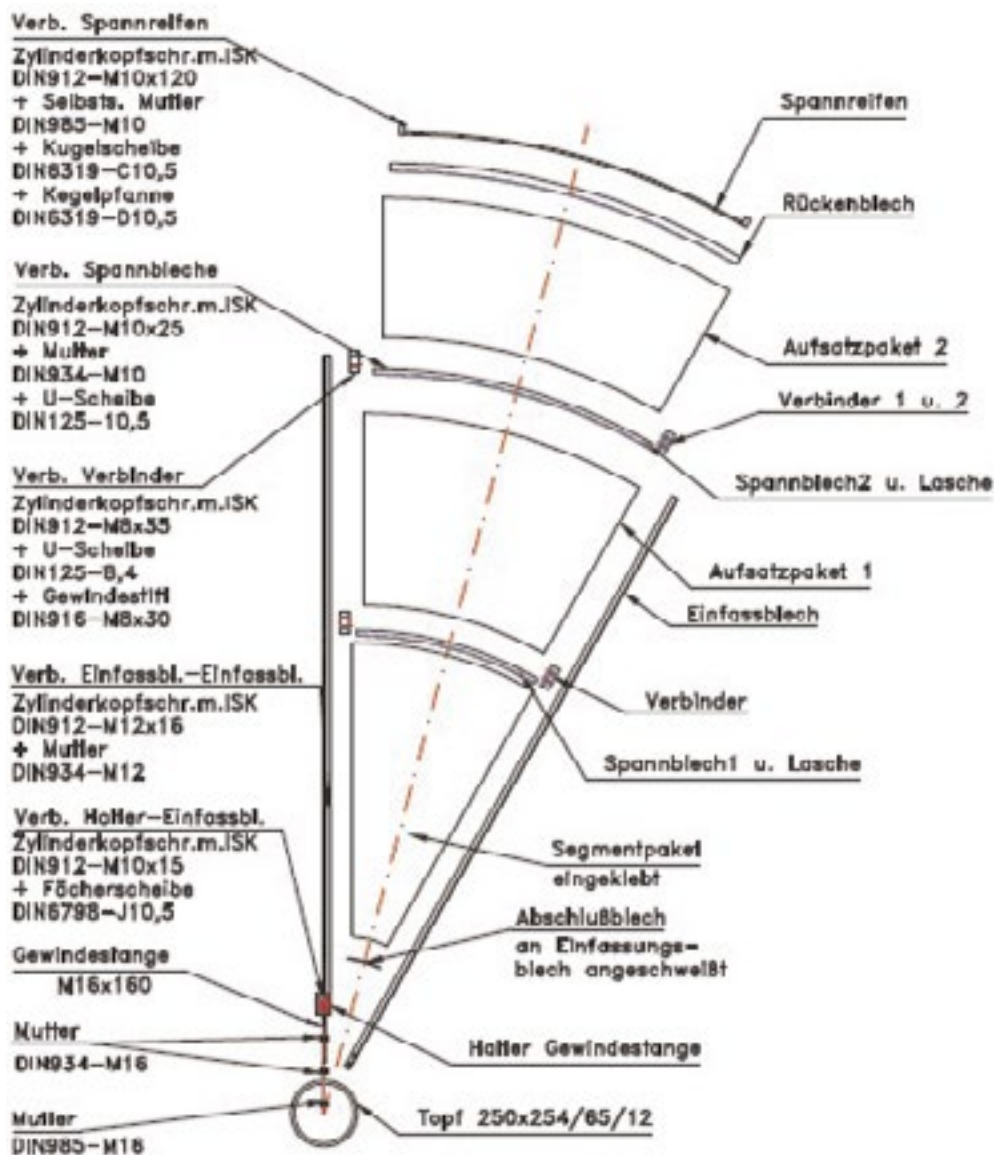 Verb. Spannreifen
Zylinderkopfschr.m.ISK
DIN912-M10x120
+ Selbsts. Mutter
DIN985-M10
+ Kugelscheibe
DIN6319-C10,5
+ Kegelpfanne
DIN6319-D10,5
Verb. Spannbleche
Zylinderkopfschr.m.ISK
DIN912-M10x25
+ Mutter
DIN934-M10
+ U-Scheibe
DIN125-10,5
Verb. Verbinder
Zylinderkopfschr.m.ISK
DIN912-M8x35
+ U-Scheibe
DIN125-8,4
+ Gewindestift
DIN916-M8x30
Verb. Einfassbl.-Einfassbl.
Zylinderkopfschr.m.ISK
DIN912-M12x16
+ Mutter
DIN934-M12
Verb. Halter-Einfassbl.
Zylinderkopfschr.m.ISK
DIN912-M10x15
+ Fächerscheibe
DIN6798-J10,5
Gewindestange
M16x160
Mutter
DIN934-M16
Mutter
DIN985-M16
Spannreifen
Rückenblech
Aufsatzpaket 2
Verbinder 1 u. 2
Spannblech2 u. Lasche
Aufsatzpaket 1
Einfassblech
Verbinder
Spannblech1 u. Lasche
Segmentpaket
eingeklebt
Abschlußblech
an Einfassungs-
blech angeschweißt
Halter Gewindestange
Topf 250x254/65/12